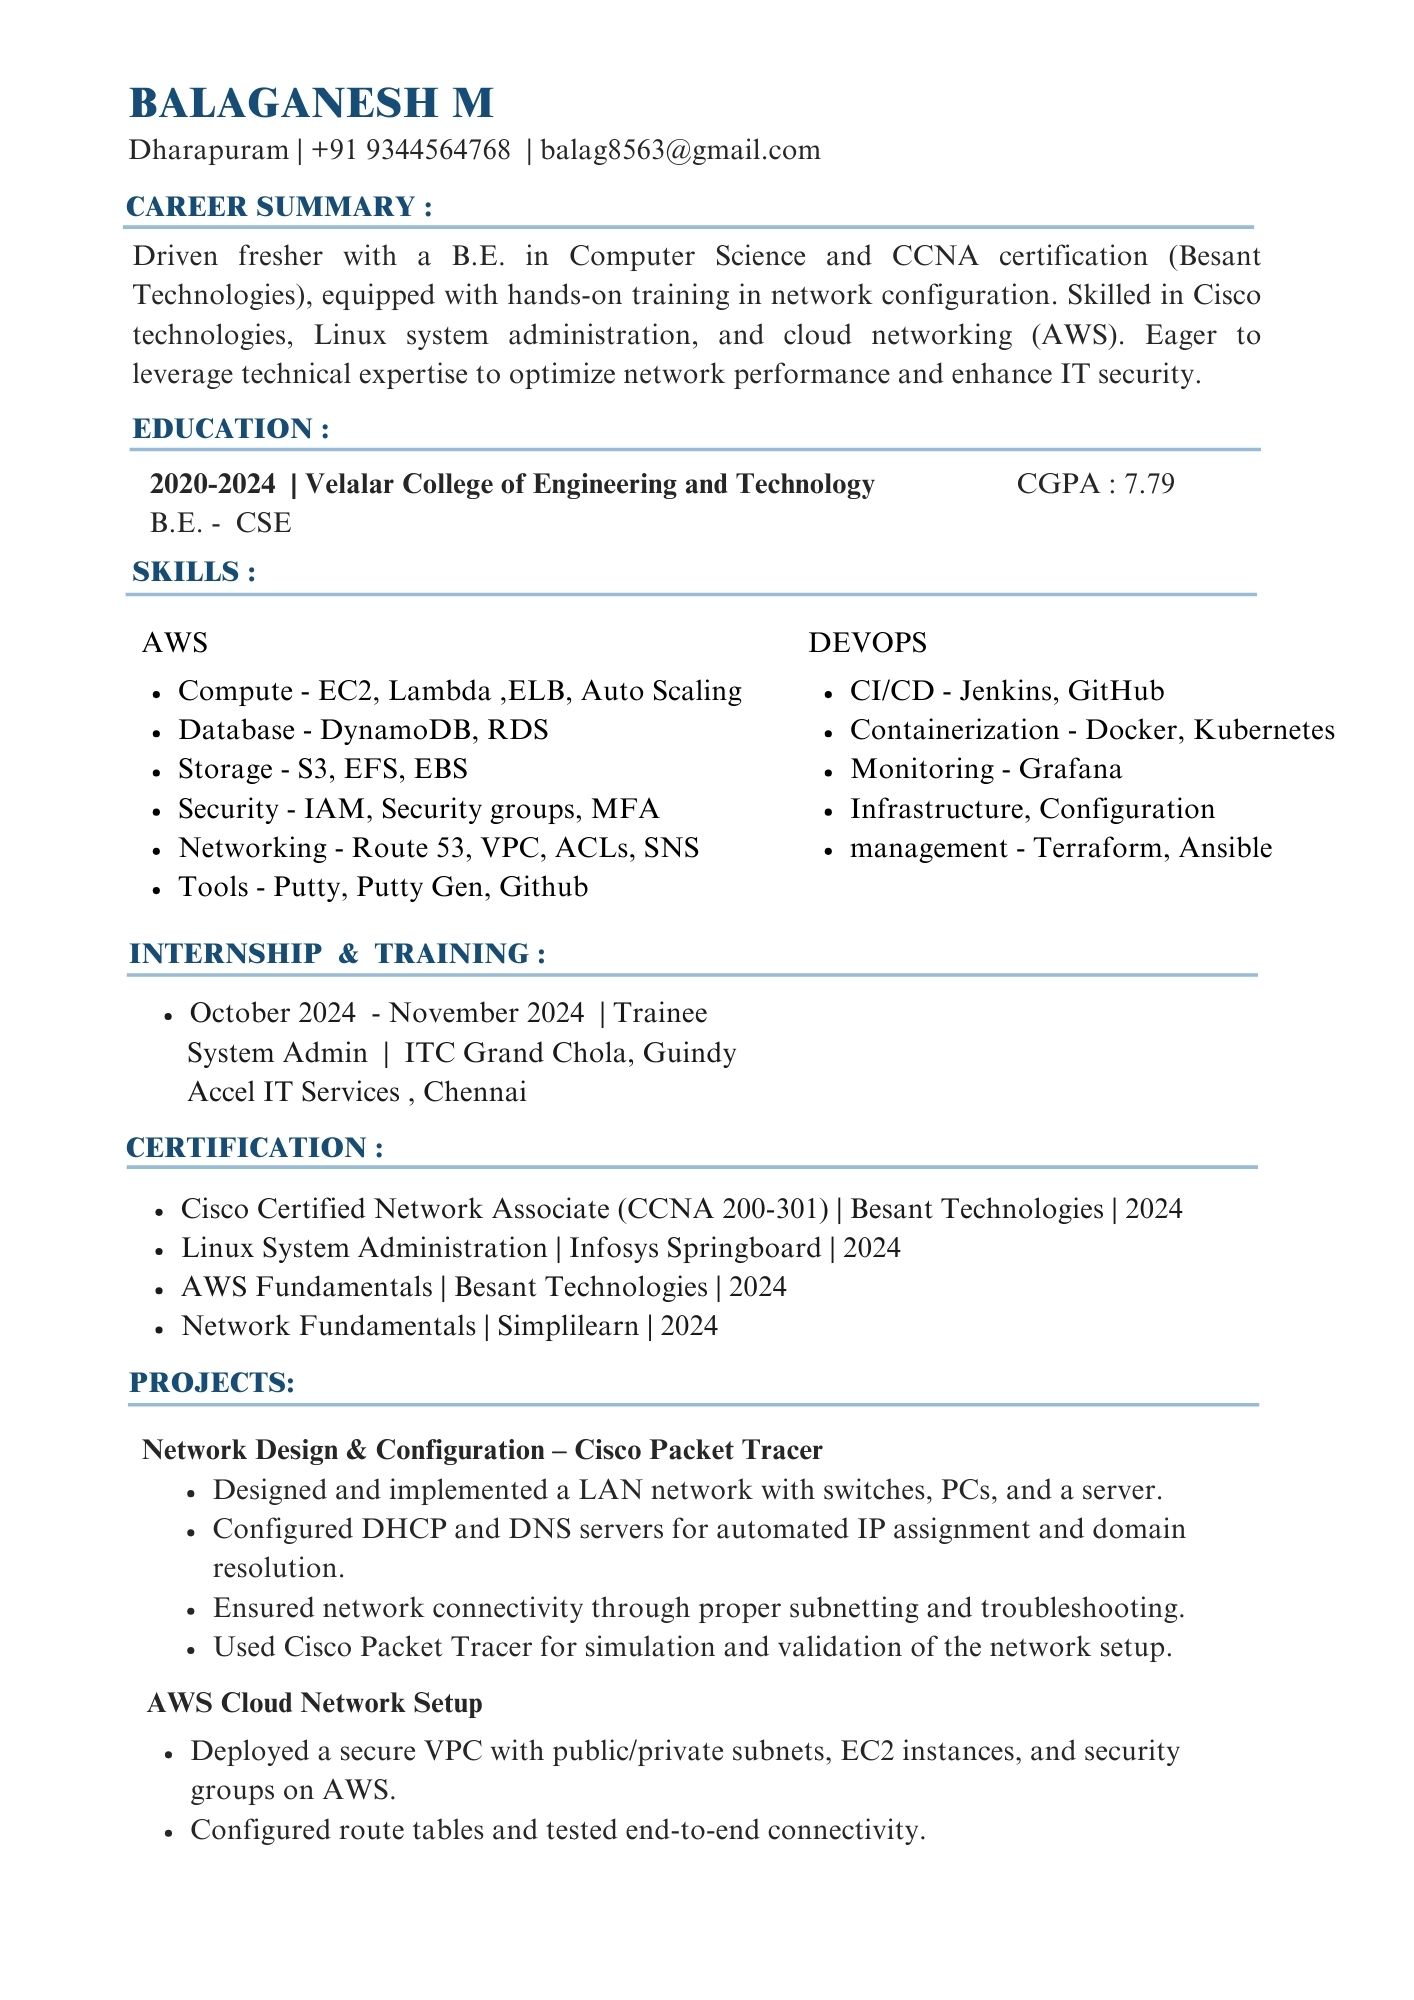 BALAGANESH M
Dharapuram | +91 9344564768 | balag8563@gmail.com
CAREER SUMMARY :
Driven fresher with a B.E. in Computer Science and CCNA certification (Besant
Technologies), equipped with hands-on training in network configuration. Skilled in Cisco
technologies, Linux system administration, and cloud networking (AWS). Eager to
leverage technical expertise to optimize network performance and enhance IT security.
EDUCATION :
2020-2024 | Velalar College of Engineering and Technology CGPA : 7.79
B.E. - CSE
SKILLS :
AWS
• Compute - EC2, Lambda ,ELB, Auto Scaling
• Database - DynamoDB, RDS
• Storage - S3, EFS, EBS
• Security - IAM, Security groups, MFA
• Networking - Route 53, VPC, ACLs, SNS
• Tools - Putty, Putty Gen, Github
DEVOPS
• CI/CD - Jenkins, GitHub
• Containerization - Docker, Kubernetes
• Monitoring - Grafana
• Infrastructure, Configuration
• management - Terraform, Ansible
INTERNSHIP & TRAINING :
• October 2024 - November 2024 | Trainee
System Admin | ITC Grand Chola, Guindy
Accel IT Services , Chennai
CERTIFICATION :
• Cisco Certified Network Associate (CCNA 200-301) | Besant Technologies | 2024
• Linux System Administration | Infosys Springboard | 2024
• AWS Fundamentals | Besant Technologies | 2024
• Network Fundamentals | Simplilearn | 2024
PROJECTS:
Network Design & Configuration – Cisco Packet Tracer
• Designed and implemented a LAN network with switches, PCs, and a server.
• Configured DHCP and DNS servers for automated IP assignment and domain
resolution.
• Ensured network connectivity through proper subnetting and troubleshooting.
• Used Cisco Packet Tracer for simulation and validation of the network setup.
AWS Cloud Network Setup
• Deployed a secure VPC with public/private subnets, EC2 instances, and security
groups on AWS.
• Configured route tables and tested end-to-end connectivity.